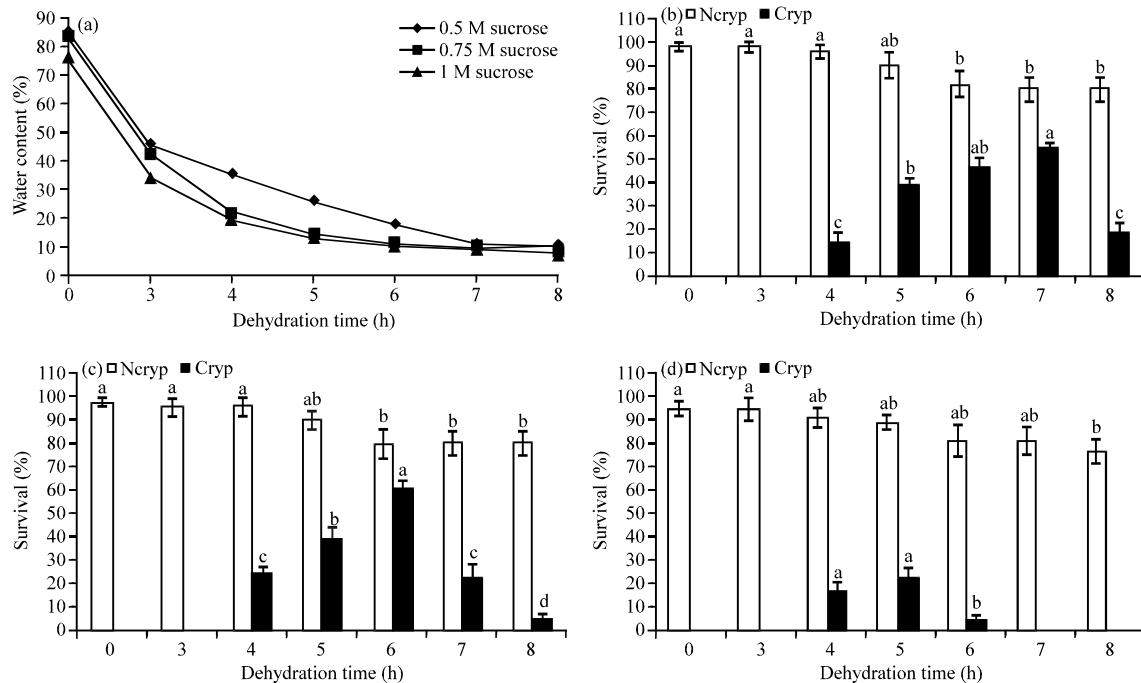 (a)
0.5 M sucrose
0.75 M sucrose
1 M sucrose
Water content (%)
90
80
70
60
50
40
30
20
10
0
0 3 4 5 6 7 8
Dehydration time (h)
(b) Ncryp Cryp
Survival (%)
110
100
90
80
70
60
50
40
30
20
10
0
a a a ab b b b
c b ab a c
0 3 4 5 6 7 8
Dehydration time (h)
(c) Ncryp Cryp
Survival (%)
110
100
90
80
70
60
50
40
30
20
10
0
a a a ab b b b
c b a c d
0 3 4 5 6 7 8
Dehydration time (h)
(d) Ncryp Cryp
Survival (%)
110
100
90
80
70
60
50
40
30
20
10
0
a a ab ab ab ab b
a a b
0 3 4 5 6 7 8
Dehydration time (h)